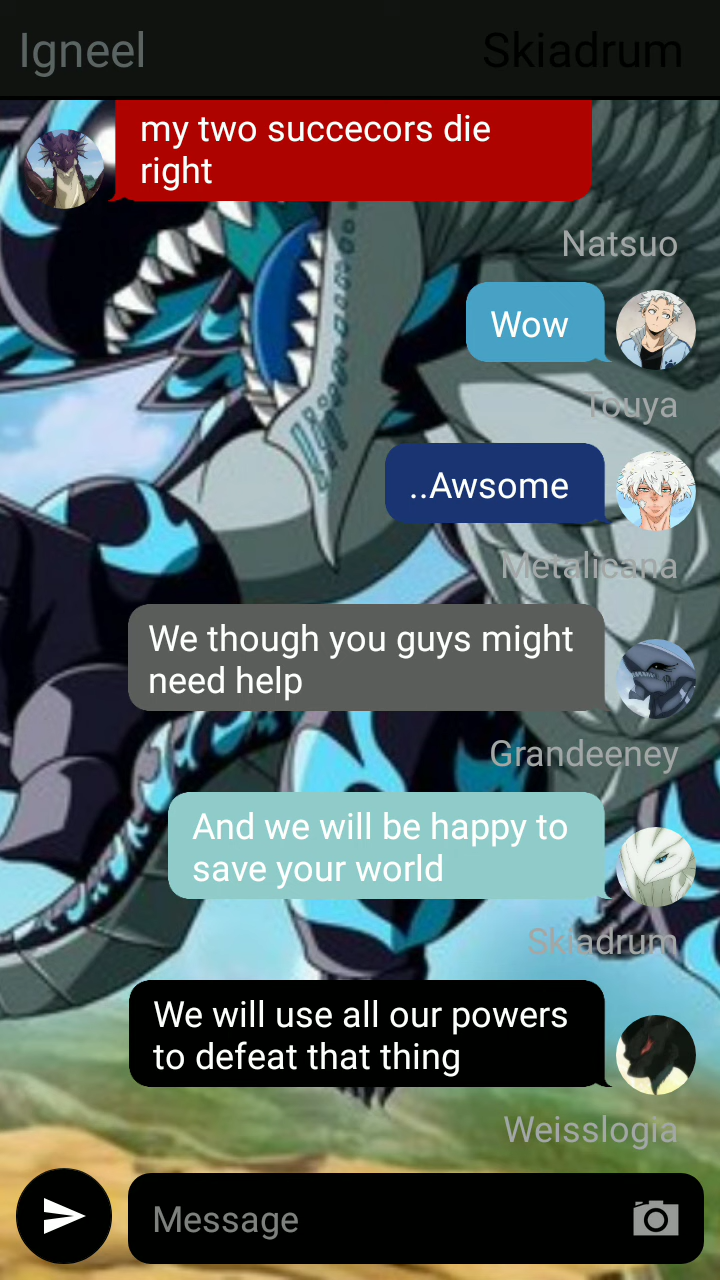 Igneel
Skiadrum
my two succecors die
right
Natsuo
Wow
Touya
..Awsome
Metalicana
We though you guys might
need help
Grandeeney
And we will be happy to
save your world
Skiadrum
We will use all our powers
to defeat that thing
Weisslogia
Message